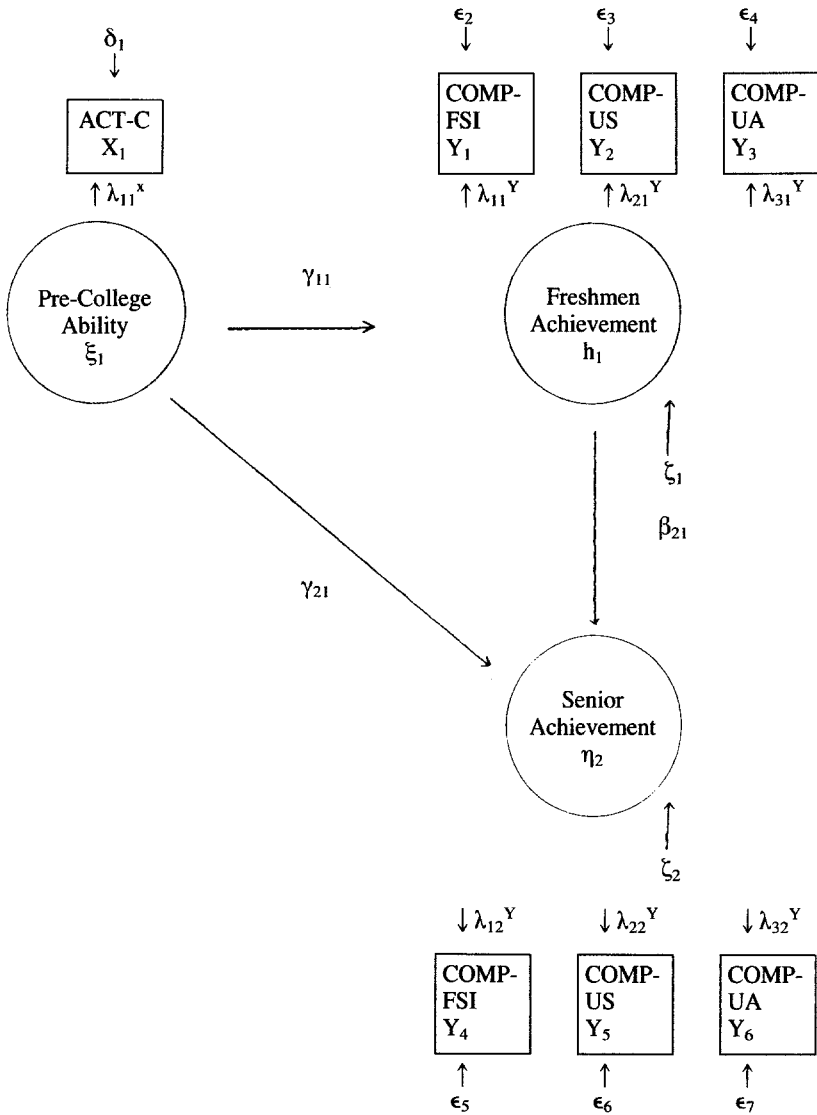 ϵ₂ ϵ₃ ϵ₄
δ₁
COMP-
FSI
Y₁
COMP-
US
Y₂
COMP-
UA
Y₃
ACT-C
X₁
λ₁₁ˣ
λ₁₁ʸ λ₂₁ʸ λ₃₁ʸ
γ₁₁
Pre-College
Ability
ξ₁
Freshmen
Achievement
h₁
ζ₁
β₂₁
γ₂₁
Senior
Achievement
η₂
ζ₂
λ₁₂ʸ λ₂₂ʸ λ₃₂ʸ
COMP-
FSI
Y₄
COMP-
US
Y₅
COMP-
UA
Y₆
ϵ₅ ϵ₆ ϵ₇